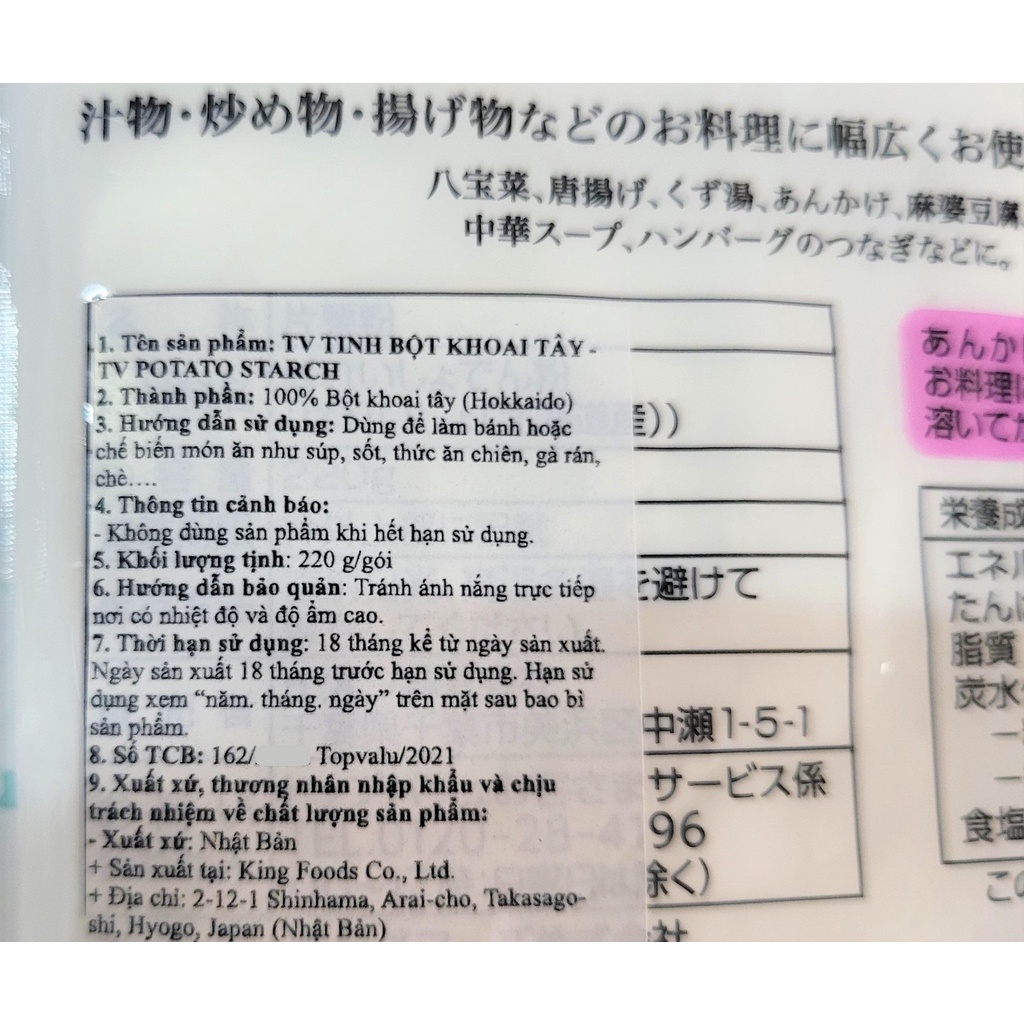 汁物・炒め物・揚げ物などのお料理に幅広くお使
八宝菜、唐揚げ、くず湯、あんかけ、麻婆豆腐、
中華スープ、ハンバーグのつなぎなどに。
1. Tên sản phẩm: TV TINH BỘT KHOAI TÂY -
TV POTATO STARCH
2. Thành phần: 100% Bột khoai tây (Hokkaido)
3. Hướng dẫn sử dụng: Dùng để làm bánh hoặc
chế biến món ăn như súp, sốt, thức ăn chiên, gà rán,
chè....
4. Thông tin cảnh báo:
- Không dùng sản phẩm khi hết hạn sử dụng.
5. Khối lượng tịnh: 220 g/gói
6. Hướng dẫn bảo quản: Tránh ánh nắng trực tiếp
nơi có nhiệt độ và độ ẩm cao.
7. Thời hạn sử dụng: 18 tháng kể từ ngày sản xuất.
Ngày sản xuất 18 tháng trước hạn sử dụng. Hạn sử
dụng xem “năm. tháng. ngày” trên mặt sau bao bì
sản phẩm.
8. Số TCB: 162/ Topvalu/2021
9. Xuất xứ, thương nhân nhập khẩu và chịu
trách nhiệm về chất lượng sản phẩm:
- Xuất xứ: Nhật Bản
+ Sản xuất tại: King Foods Co., Ltd.
+ Địa chỉ: 2-12-1 Shinhama, Arai-cho, Takasago-
shi, Hyogo, Japan (Nhật Bản)
産))
を避けて
中瀬1-5-1
サービス係
96
除く)
社
あんか
お料理に
溶いてか
栄養成
エネル
たんぱ
脂質
炭水
食塩
この